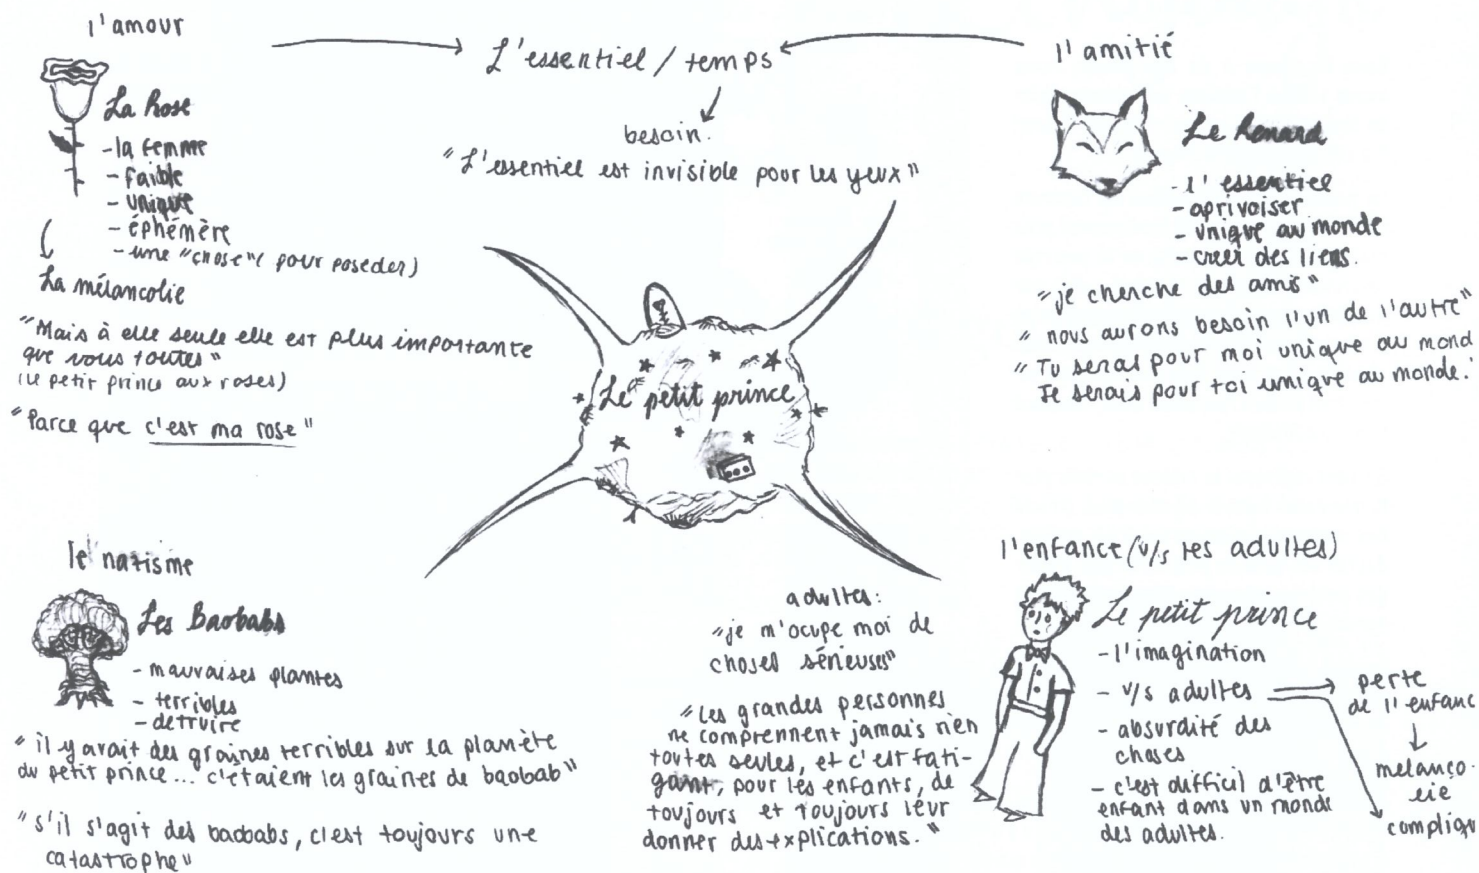 l'amour
La Rose
- la femme
- faible
- unique
- éphémère
- une "chose" ( pour poseder)
La mélancolie
"Mais à elle seule elle est plus importante
que vous toutes"
(le petit prince aux roses)
"Parce que c'est ma rose"
L'essentiel / temps
besoin.
"L'essentiel est invisible pour les yeux"
l'amitié
Le Renard
- l'essentiel
- aprivoiser
- unique au monde
- creer des liens.
"je cherche des amis"
"nous aurons besoin l'un de l'autre"
"Tu seras pour moi unique au mond
Je serais pour toi unique au monde.
Le petit prince
le nazisme
Les Baobabs
- mauvaises plantes
- terribles
- detruire
"il y avait des graines terribles sur la planète
du petit prince... c'etaient les graines de baobab"
"s'il s'agit des baobabs, c'est toujours une
catastrophe"
adultes:
"je m'ocupe moi de
choses sérieuses"
"Les grandes personnes
ne comprennent jamais rien
toutes seules, et c'est fati-
gant, pour les enfants, de
toujours et toujours leur
donner des explications."
l'enfance (v/s les adultes)
Le petit prince
- l'imagination
- v/s adultes
- absurdité des
choses
- c'est difficil d'être
enfant dans un monde
des adultes.
perte
de l'enfanc
melanco-
lie
compliqu